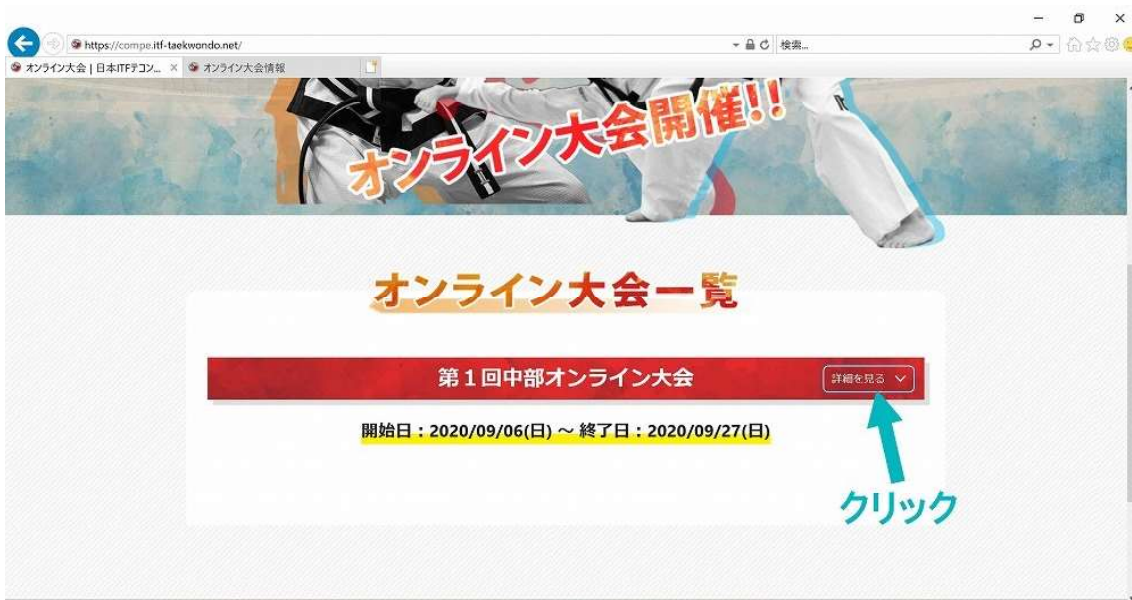 https://compe.itf-taekwondo.net/
検索...
オンライン大会 | 日本ITFテコン...
オンライン大会情報
オンライン大会開催!!
オンライン大会一覧
第1回中部オンライン大会
詳細を見る
開始日:2020/09/06(日) ～ 終了日:2020/09/27(日)
クリック